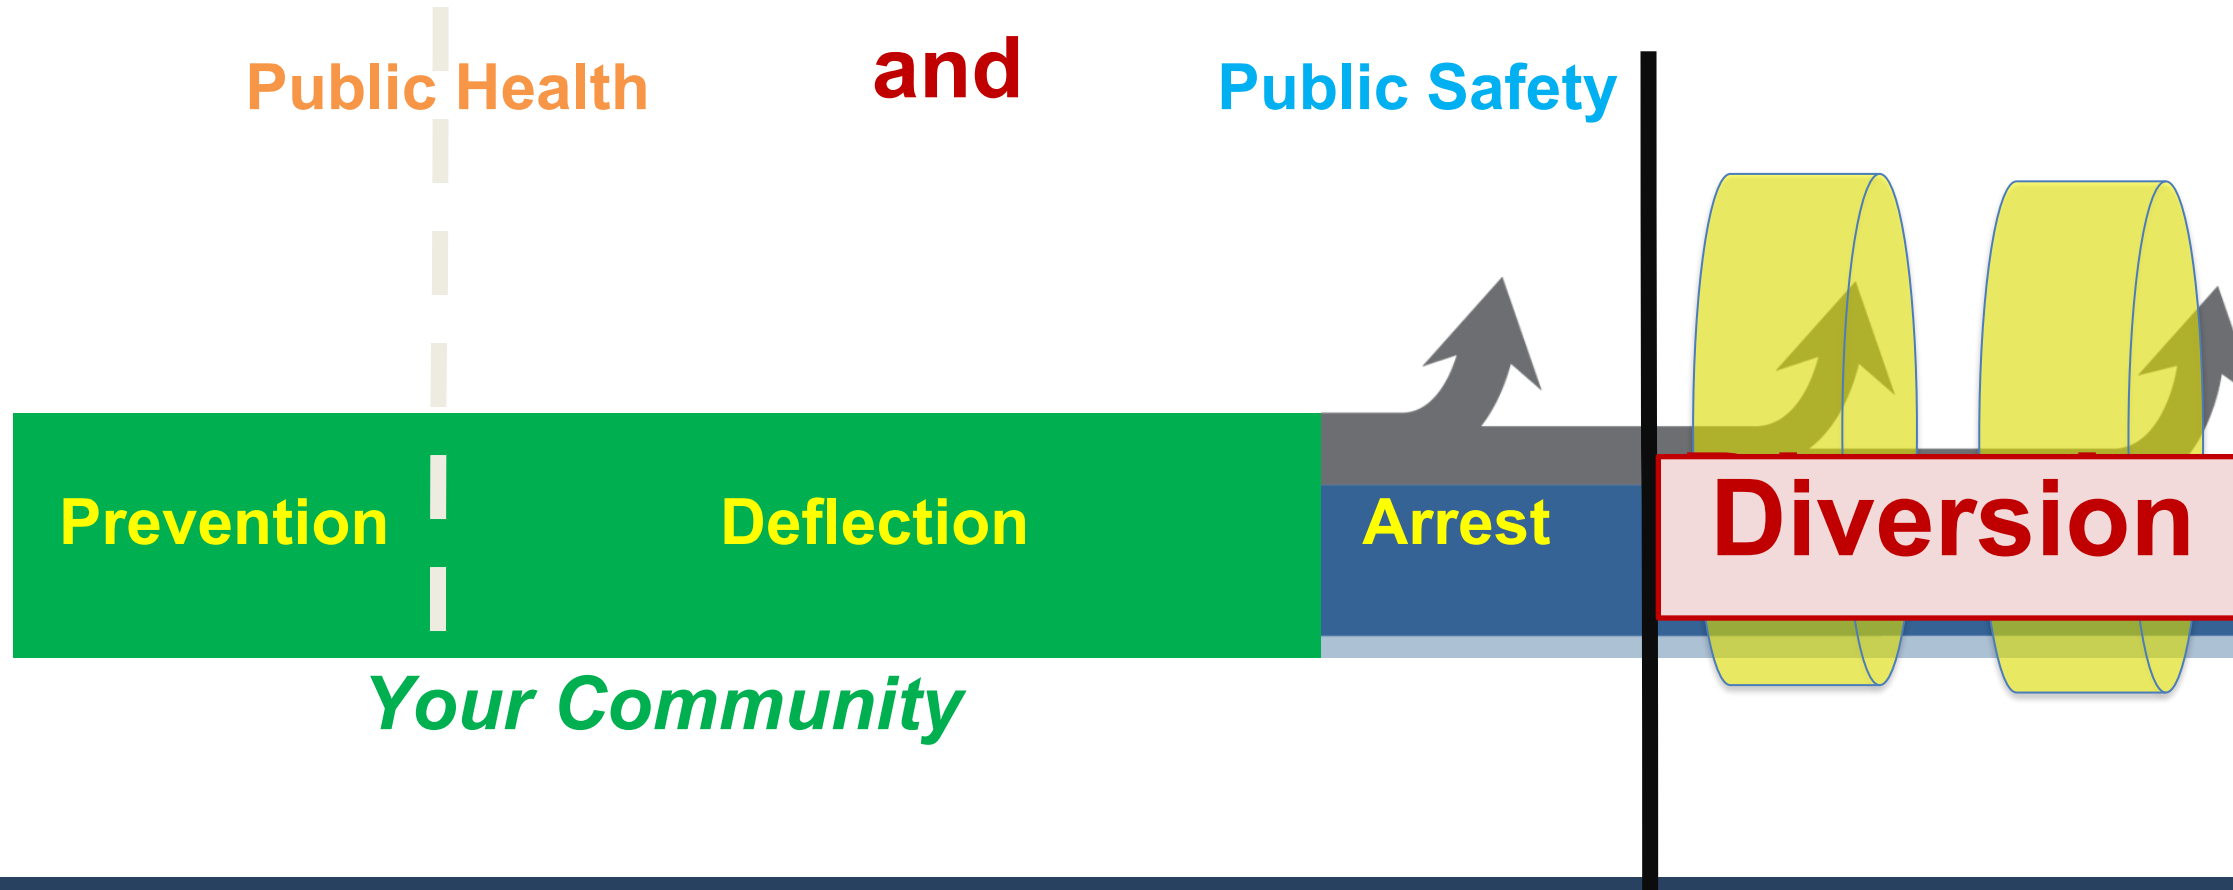 Public Health and Public Safety
Prevention Deflection Arrest Diversion
Your Community